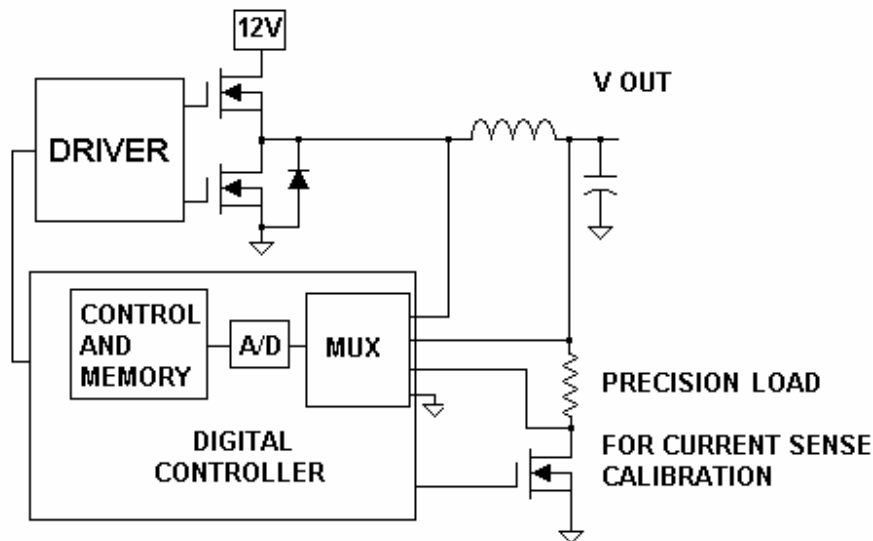 12V
V OUT
DRIVER
CONTROL
AND
MEMORY
A/D
MUX
PRECISION LOAD
DIGITAL
CONTROLLER
FOR CURRENT SENSE
CALIBRATION